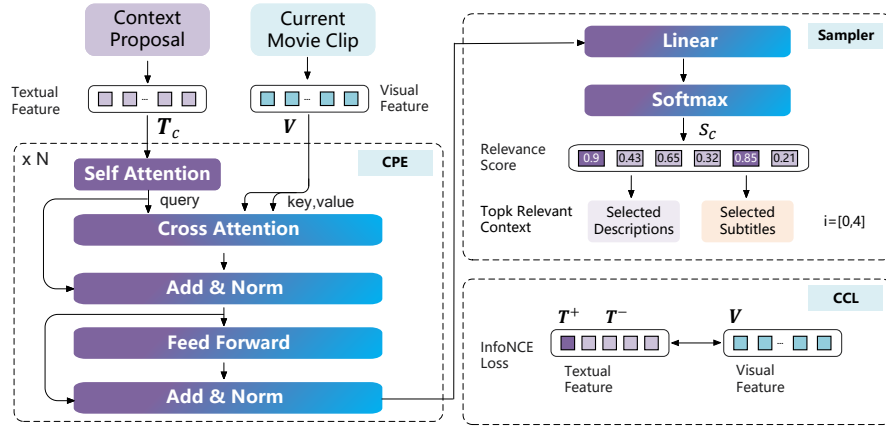 Context
Proposal
Current
Movie Clip
Textual
Feature
...
...
Visual
Feature
T_c
V
x N
CPE
Self Attention
query
key,value
Cross Attention
Add & Norm
Feed Forward
Add & Norm
Linear
Sampler
Softmax
S_c
Relevance
Score
0.9 0.43 0.65 0.32 0.85 0.21
Topk Relevant
Context
Selected
Descriptions
Selected
Subtitles
i=[0,4]
CCL
T⁺ T⁻
V
InfoNCE
Loss
...
Textual
Feature
Visual
Feature